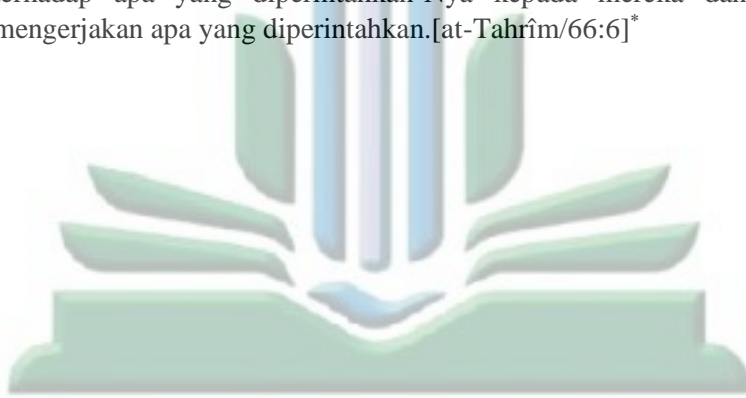 terhadap apa yang diperintahkan-Nya kepada mereka dan
mengerjakan apa yang diperintahkan.[at-Tahrîm/66:6]*